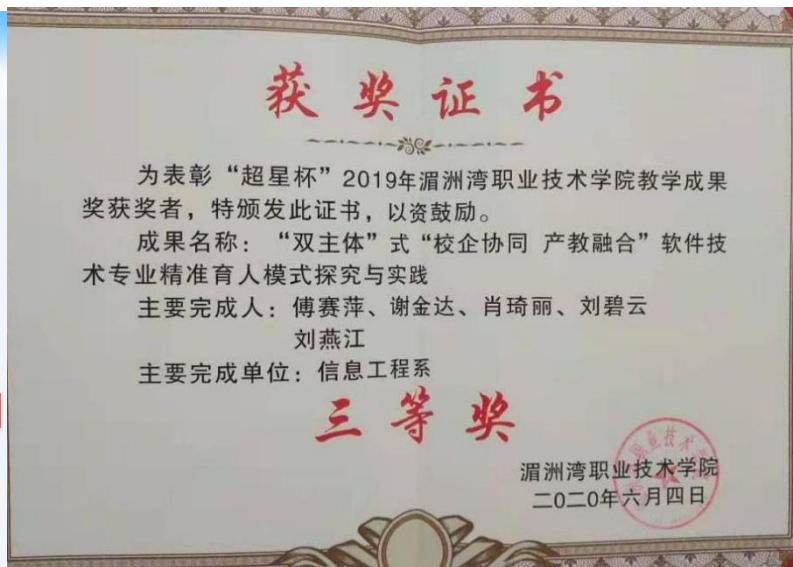 获奖证书
为表彰“超星�”2019年湄洲湾职业技术学院教学成果
奖获奖者，特颁发此证书，以资鼓励。
成果名称：“双主体”式“校企协同 产教融合”软件技
术专业精准育人模式探究与实践
主要完成人：傅赛萍、谢金达、肖琦丽、刘碧云
刘燕江
主要完成单位：信息工程系
三等奖
湄洲湾职业技术学院
二0二0年六月四日